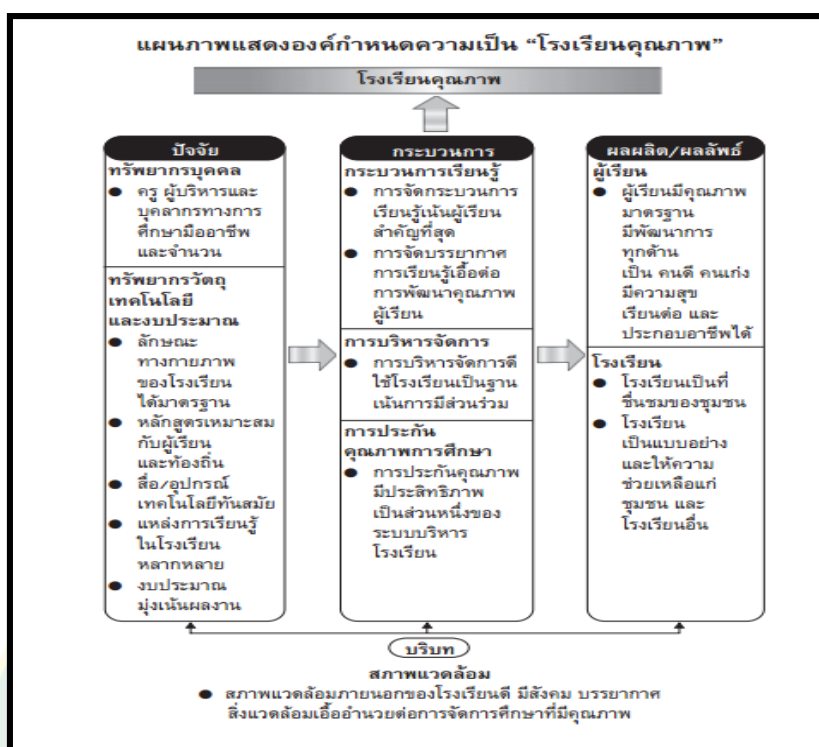 แผนภาพแสดงองค์กำหนดความเป็น “โรงเรียนคุณภาพ”
โรงเรียนคุณภาพ
ปัจจัย
ทรัพยากรบุคคล
● ครู ผู้บริหารและ
บุคลากรทางการ
ศึกษามืออาชีพ
และจำนวน
ทรัพยากรวัตถุ
เทคโนโลยี
และงบประมาณ
● ลักษณะ
ทางกายภาพ
ของโรงเรียน
ได้มาตรฐาน
● หลักสูตรเหมาะสม
กับผู้เรียน
และท้องถิ่น
● สื่อ/อุปกรณ์
เทคโนโลยีทันสมัย
● แหล่งการเรียนรู้
ในโรงเรียน
หลากหลาย
● งบประมาณ
มุ่งเน้นผลงาน
กระบวนการ
กระบวนการเรียนรู้
● การจัดกระบวนการ
เรียนรู้เน้นผู้เรียน
สำคัญที่สุด
● การจัดบรรยากาศ
การเรียนรู้เอื้อต่อ
การพัฒนาคุณภาพ
ผู้เรียน
การบริหารจัดการ
● การบริหารจัดการดี
ใช้โรงเรียนเป็นฐาน
เน้นการมีส่วนร่วม
การประกัน
คุณภาพการศึกษา
● การประกันคุณภาพ
มีประสิทธิภาพ
เป็นส่วนหนึ่งของ
ระบบบริหาร
โรงเรียน
ผลผลิต/ผลลัพธ์
ผู้เรียน
● ผู้เรียนมีคุณภาพ
มาตรฐาน
มีพัฒนาการ
ทุกด้าน
เป็น คนดี คนเก่ง
มีความสุข
เรียนต่อ และ
ประกอบอาชีพได้
โรงเรียน
● โรงเรียนเป็นที่
ชื่นชมของชุมชน
● โรงเรียน
เป็นแบบอย่าง
และให้ความ
ช่วยเหลือแก่
ชุมชน และ
โรงเรียนอื่น
บริบท
สภาพแวดล้อม
● สภาพแวดล้อมภายนอกของโรงเรียนดี มีสังคม บรรยากาศ
สิ่งแวดล้อมเอื้ออำนวยต่อการจัดการศึกษาที่มีคุณภาพ